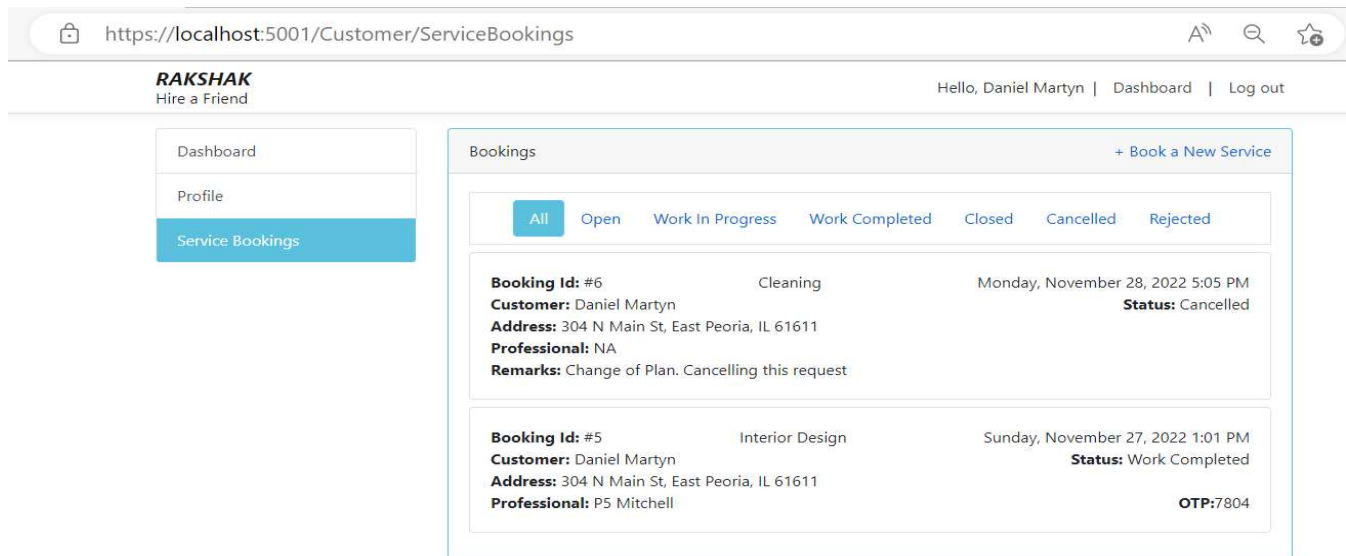 https://localhost:5001/Customer/ServiceBookings
RAKSHAK
Hire a Friend
Hello, Daniel Martyn | Dashboard | Log out
Dashboard
Profile
Service Bookings
Bookings + Book a New Service
All Open Work In Progress Work Completed Closed Cancelled Rejected
Booking Id: #6 Cleaning Monday, November 28, 2022 5:05 PM
Customer: Daniel Martyn Status: Cancelled
Address: 304 N Main St, East Peoria, IL 61611
Professional: NA
Remarks: Change of Plan. Cancelling this request
Booking Id: #5 Interior Design Sunday, November 27, 2022 1:01 PM
Customer: Daniel Martyn Status: Work Completed
Address: 304 N Main St, East Peoria, IL 61611
Professional: P5 Mitchell OTP:7804